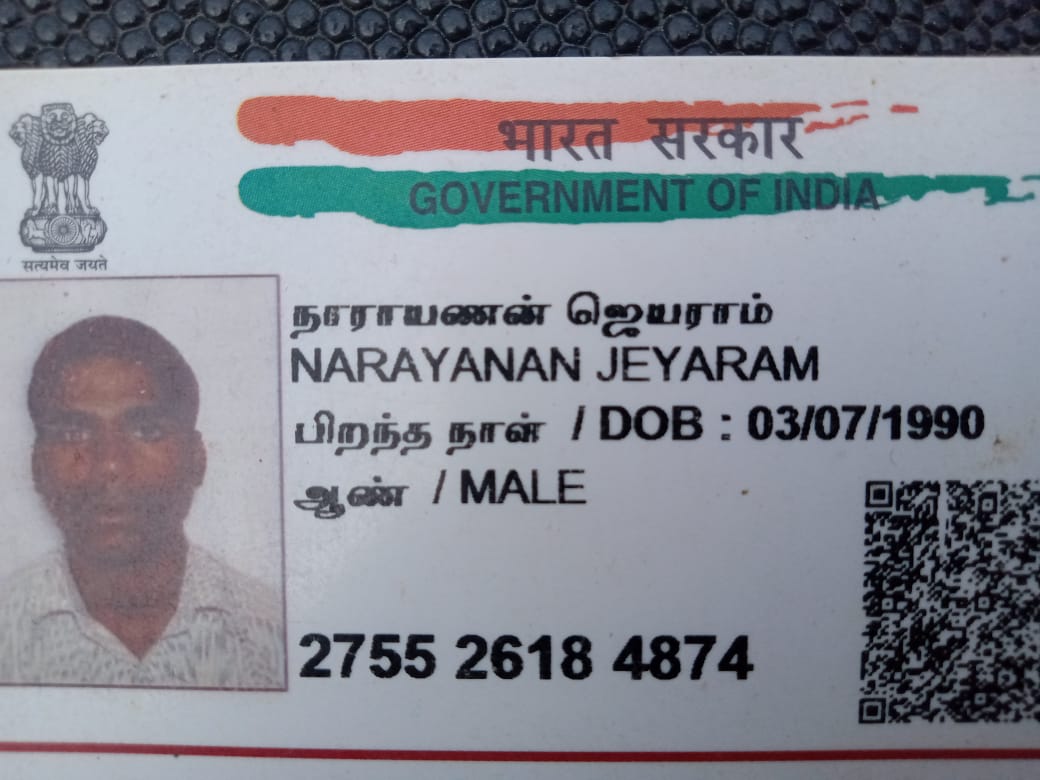 भारत सरकार
GOVERNMENT OF INDIA
सत्यमेव जयते
நாராயணன் ஜெயராம்
NARAYANAN JEYARAM
பிறந்த நாள் / DOB : 03/07/1990
ஆண் / MALE
2755 2618 4874